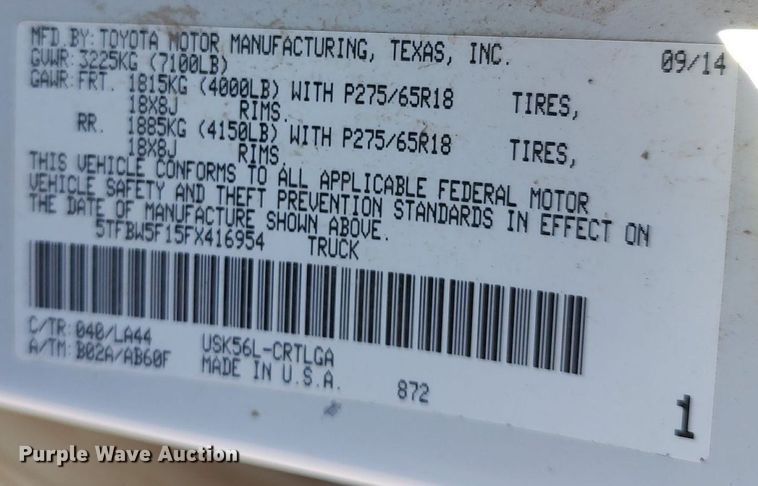 MFD BY: TOYOTA MOTOR MANUFACTURING, TEXAS, INC. 09/14
GVWR: 3225KG (7100LB)
GAWR: FRT. 1815KG (4000LB) WITH P275/65R18 TIRES,
18X8J RIMS.
RR. 1885KG (4150LB) WITH P275/65R18 TIRES,
18X8J RIMS.
THIS VEHICLE CONFORMS TO ALL APPLICABLE FEDERAL MOTOR
VEHICLE SAFETY AND THEFT PREVENTION STANDARDS IN EFFECT ON
THE DATE OF MANUFACTURE SHOWN ABOVE.
5TFBW5F15FX416954 TRUCK
C/TR: 040/LA44 USK56L-CRTLGA
A/TM: B02A/AB60F MADE IN U.S.A. 872
1
Purple Wave Auction